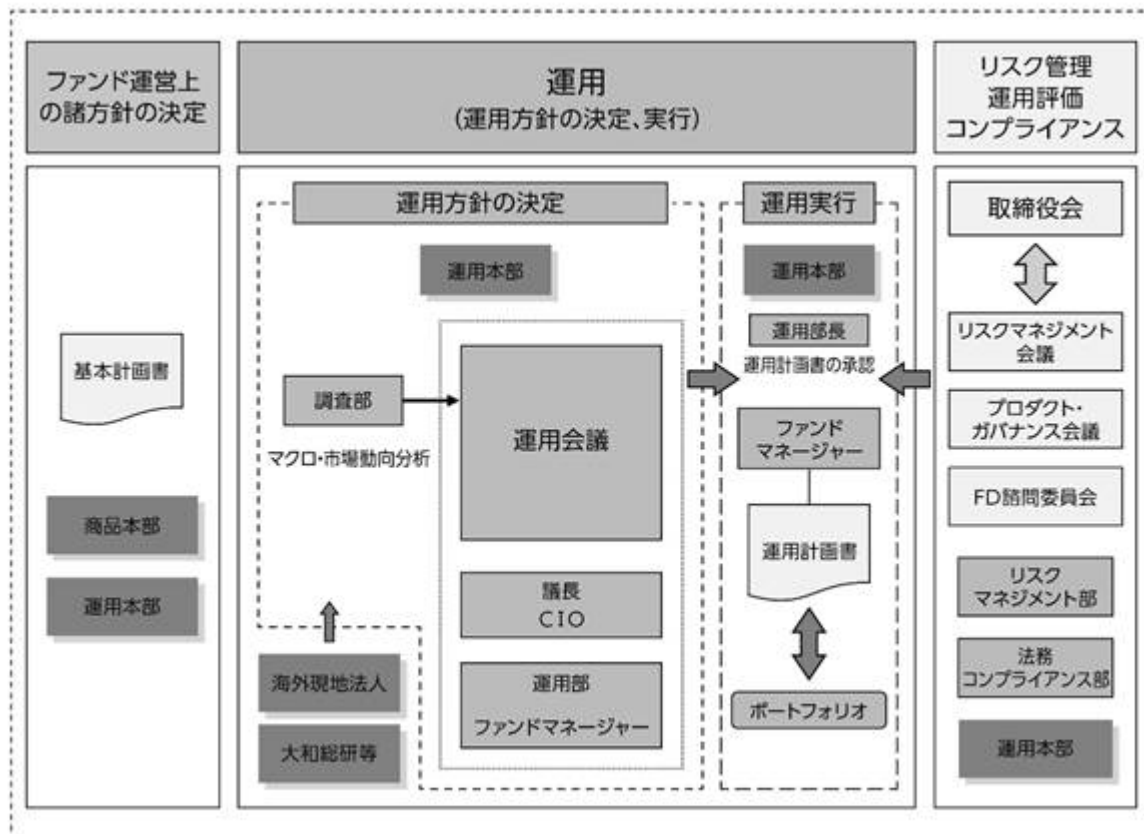 ファンド運営上
の諸方針の決定
基本計画書
商品本部
運用本部
運用
(運用方針の決定、実行)
運用方針の決定
運用本部
調査部
マクロ・市場動向分析
運用会議
議長
CIO
運用部
ファンドマネージャー
海外現地法人
大和総研等
運用実行
運用本部
運用部長
運用計画書の承認
ファンド
マネージャー
運用計画書
ポートフォリオ
リスク管理
運用評価
コンプライアンス
取締役会
リスクマネジメント
会議
プロダクト・
ガバナンス会議
FD諮問委員会
リスク
マネジメント部
法務
コンプライアンス部
運用本部